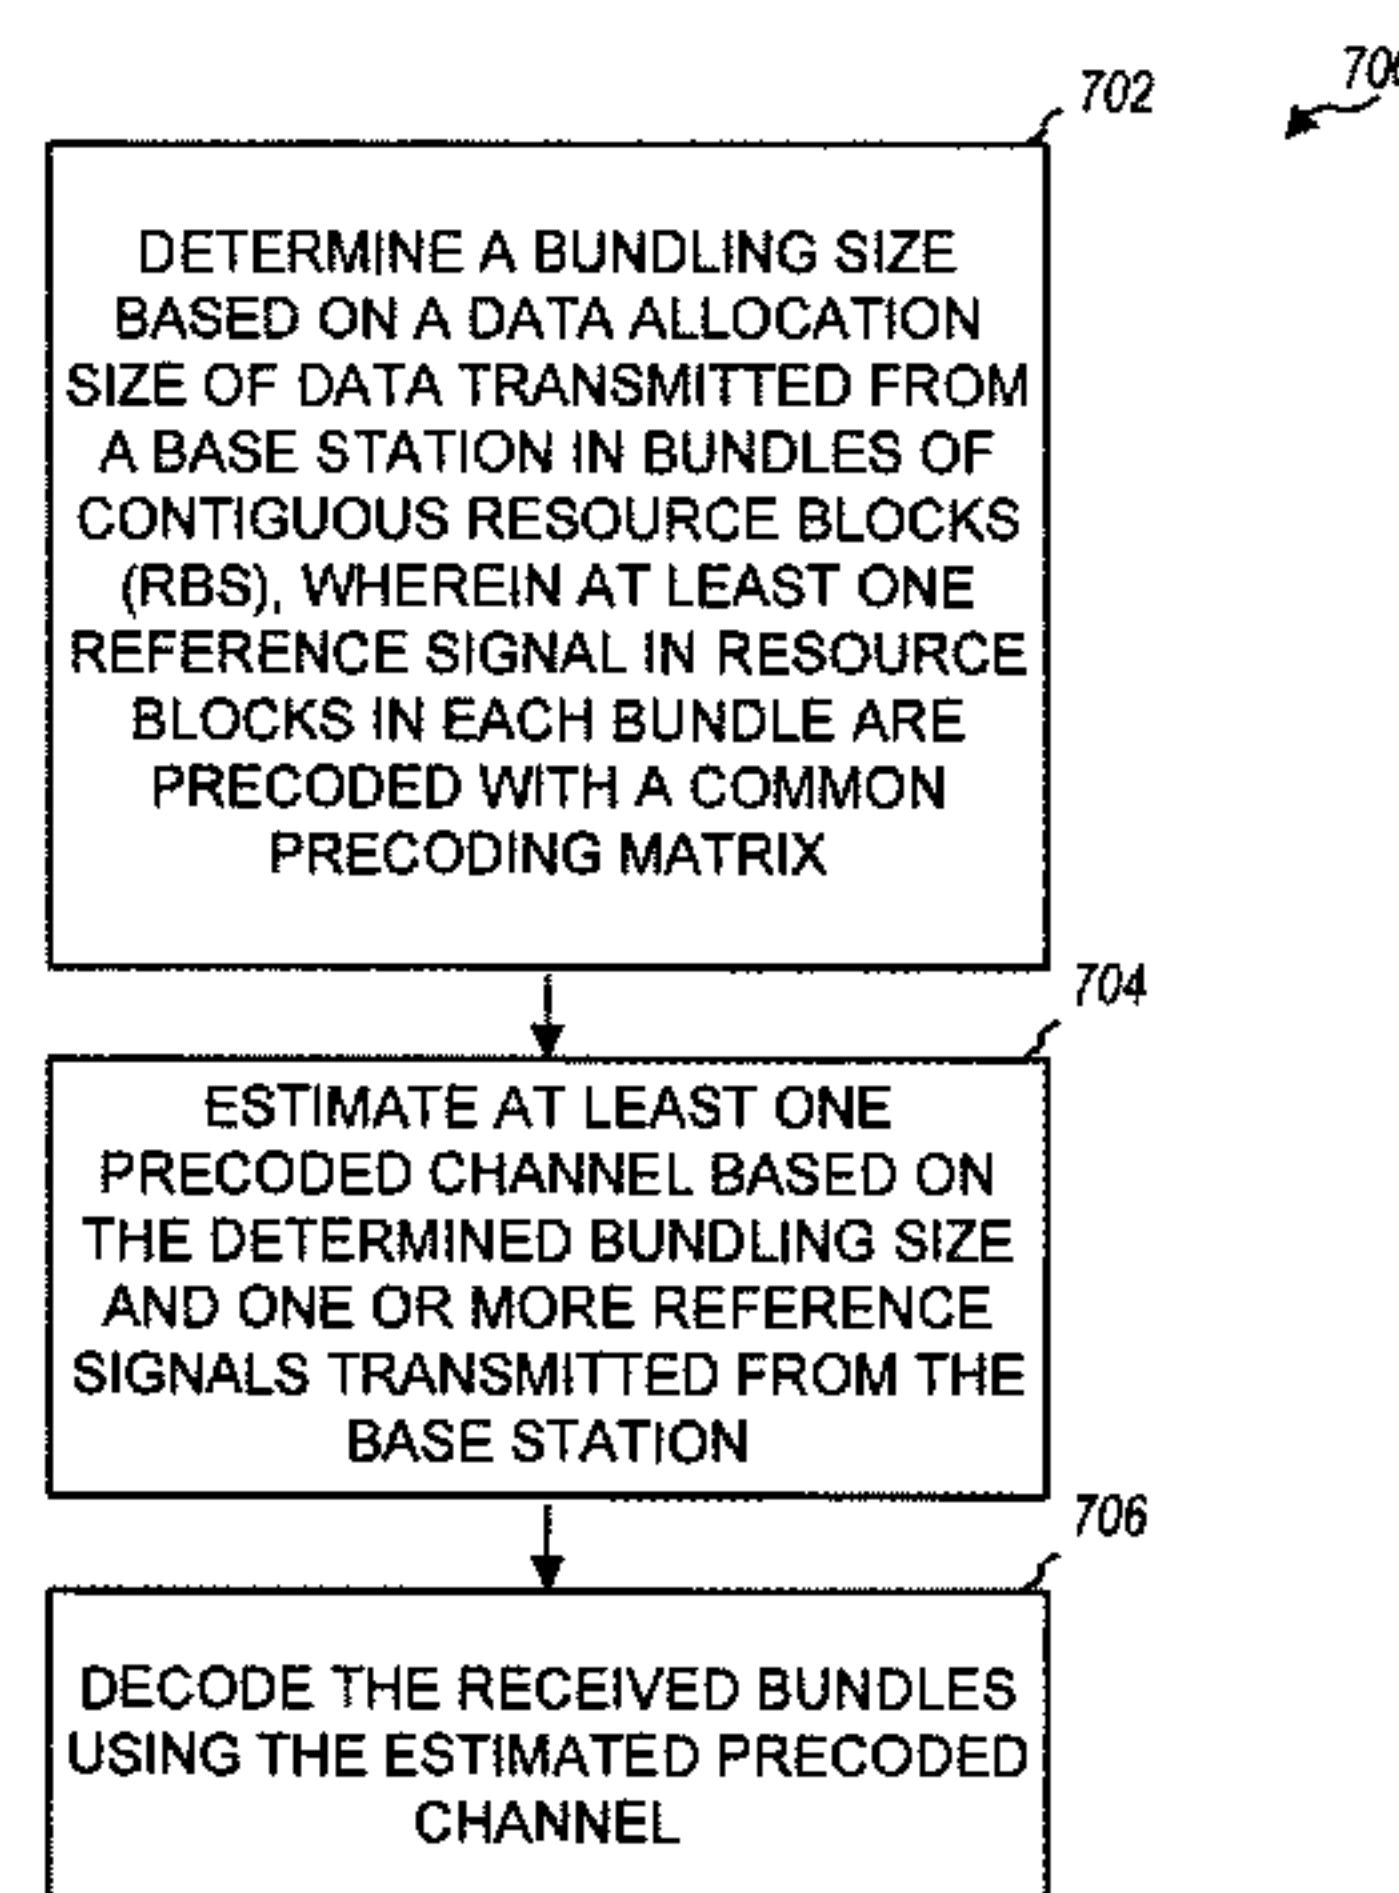 702
700
DETERMINE A BUNDLING SIZE
BASED ON A DATA ALLOCATION
SIZE OF DATA TRANSMITTED FROM
A BASE STATION IN BUNDLES OF
CONTIGUOUS RESOURCE BLOCKS
(RBS), WHEREIN AT LEAST ONE
REFERENCE SIGNAL IN RESOURCE
BLOCKS IN EACH BUNDLE ARE
PRECODED WITH A COMMON
PRECODING MATRIX
704
ESTIMATE AT LEAST ONE
PRECODED CHANNEL BASED ON
THE DETERMINED BUNDLING SIZE
AND ONE OR MORE REFERENCE
SIGNALS TRANSMITTED FROM THE
BASE STATION
706
DECODE THE RECEIVED BUNDLES
USING THE ESTIMATED PRECODED
CHANNEL